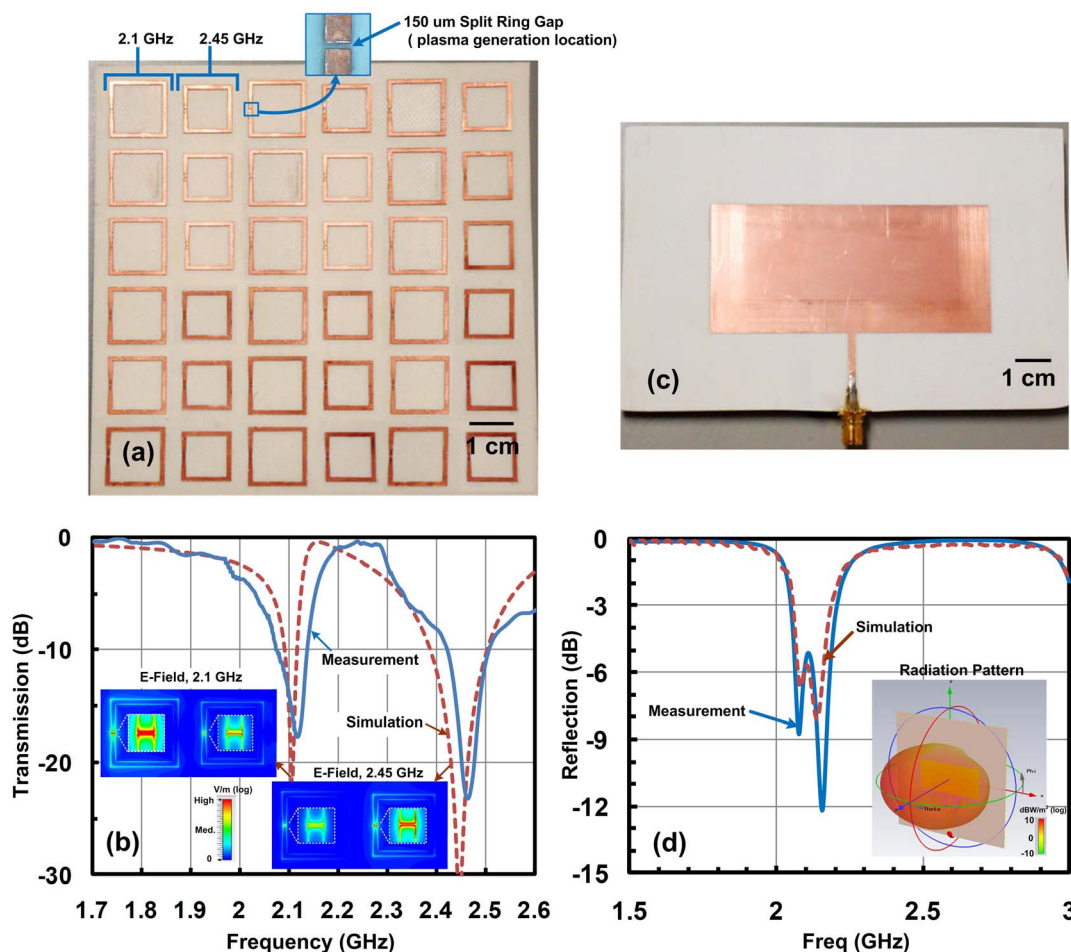 150 um Split Ring Gap
( plasma generation location)
2.1 GHz
2.45 GHz
(a)
1 cm
(c)
1 cm
0
-10
-20
-30
Transmission (dB)
Measurement
Simulation
E-Field, 2.1 GHz
E-Field, 2.45 GHz
V/m (log)
High
Med.
0
(b)
1.7 1.8 1.9 2 2.1 2.2 2.3 2.4 2.5 2.6
Frequency (GHz)
0
-3
-6
-9
-12
-15
Reflection (dB)
Simulation
Measurement
Radiation Pattern
Phi
x
Theta
dBW/m² (log)
10
0
-10
(d)
1.5 2 2.5 3
Freq (GHz)